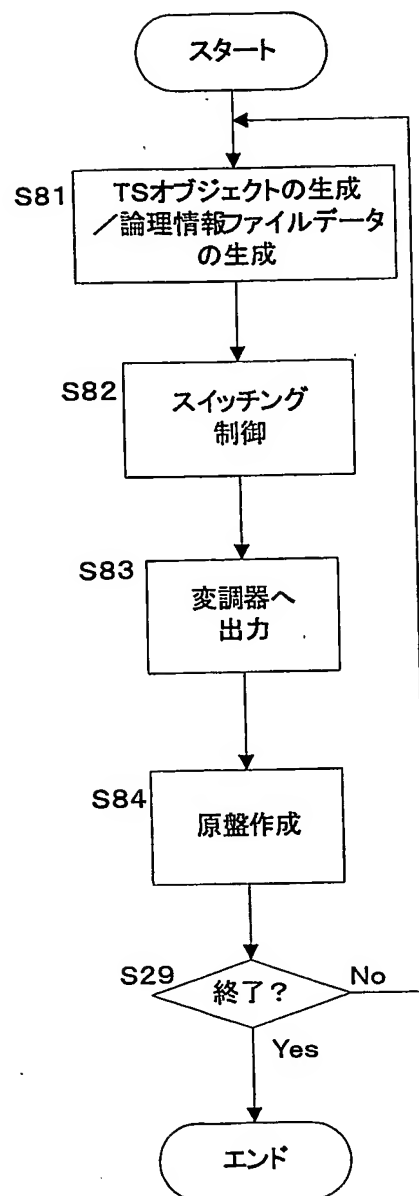 スタート
S81
TSオブジェクトの生成
／論理情報ファイルデータ
の生成
S82
スイッチング
制御
S83
変調器へ
出力
S84
原盤作成
S29
終了？
No
Yes
エンド